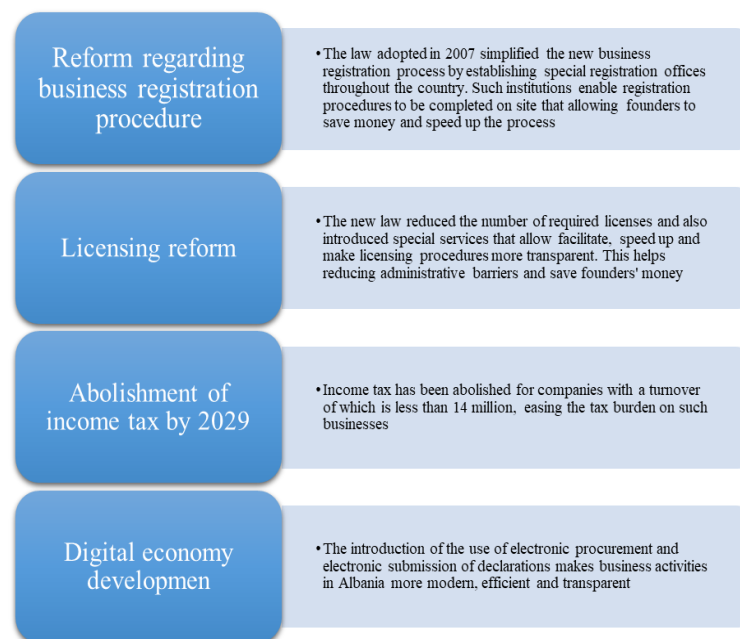 Reform regarding
business registration
procedure
•The law adopted in 2007 simplified the new business
registration process by establishing special registration offices
throughout the country. Such institutions enable registration
procedures to be completed on site that allowing founders to
save money and speed up the process
Licensing reform
•The new law reduced the number of required licenses and also
introduced special services that allow facilitate, speed up and
make licensing procedures more transparent. This helps
reducing administrative barriers and save founders' money
Abolishment of
income tax by 2029
•Income tax has been abolished for companies with a turnover
of which is less than 14 million, easing the tax burden on such
businesses
Digital economy
developmen
•The introduction of the use of electronic procurement and
electronic submission of declarations makes business activities
in Albania more modern, efficient and transparent